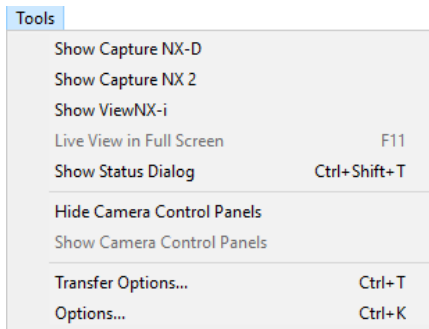 Tools
Show Capture NX-D
Show Capture NX 2
Show ViewNX-i
Live View in Full Screen F11
Show Status Dialog Ctrl+Shift+T
Hide Camera Control Panels
Show Camera Control Panels
Transfer Options... Ctrl+T
Options... Ctrl+K